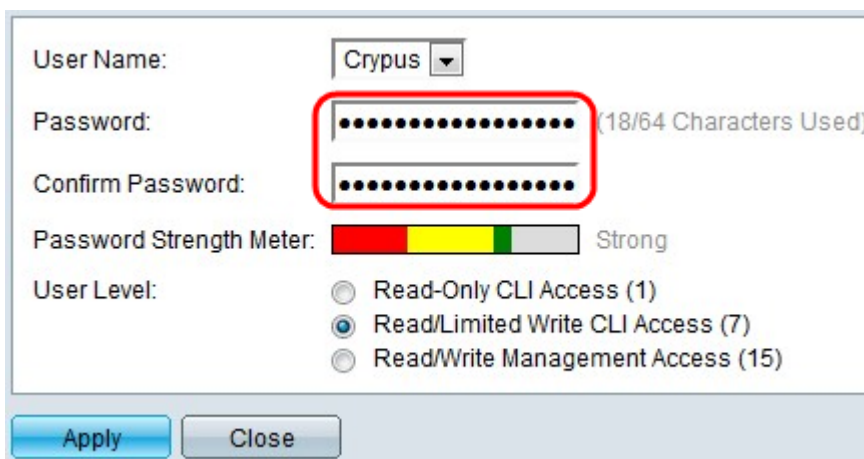 User Name: Crypus
Password: •••••••••••••••••• (18/64 Characters Used)
Confirm Password: ••••••••••••••••••
Password Strength Meter: Strong
User Level: Read-Only CLI Access (1)
Read/Limited Write CLI Access (7)
Read/Write Management Access (15)
Apply Close